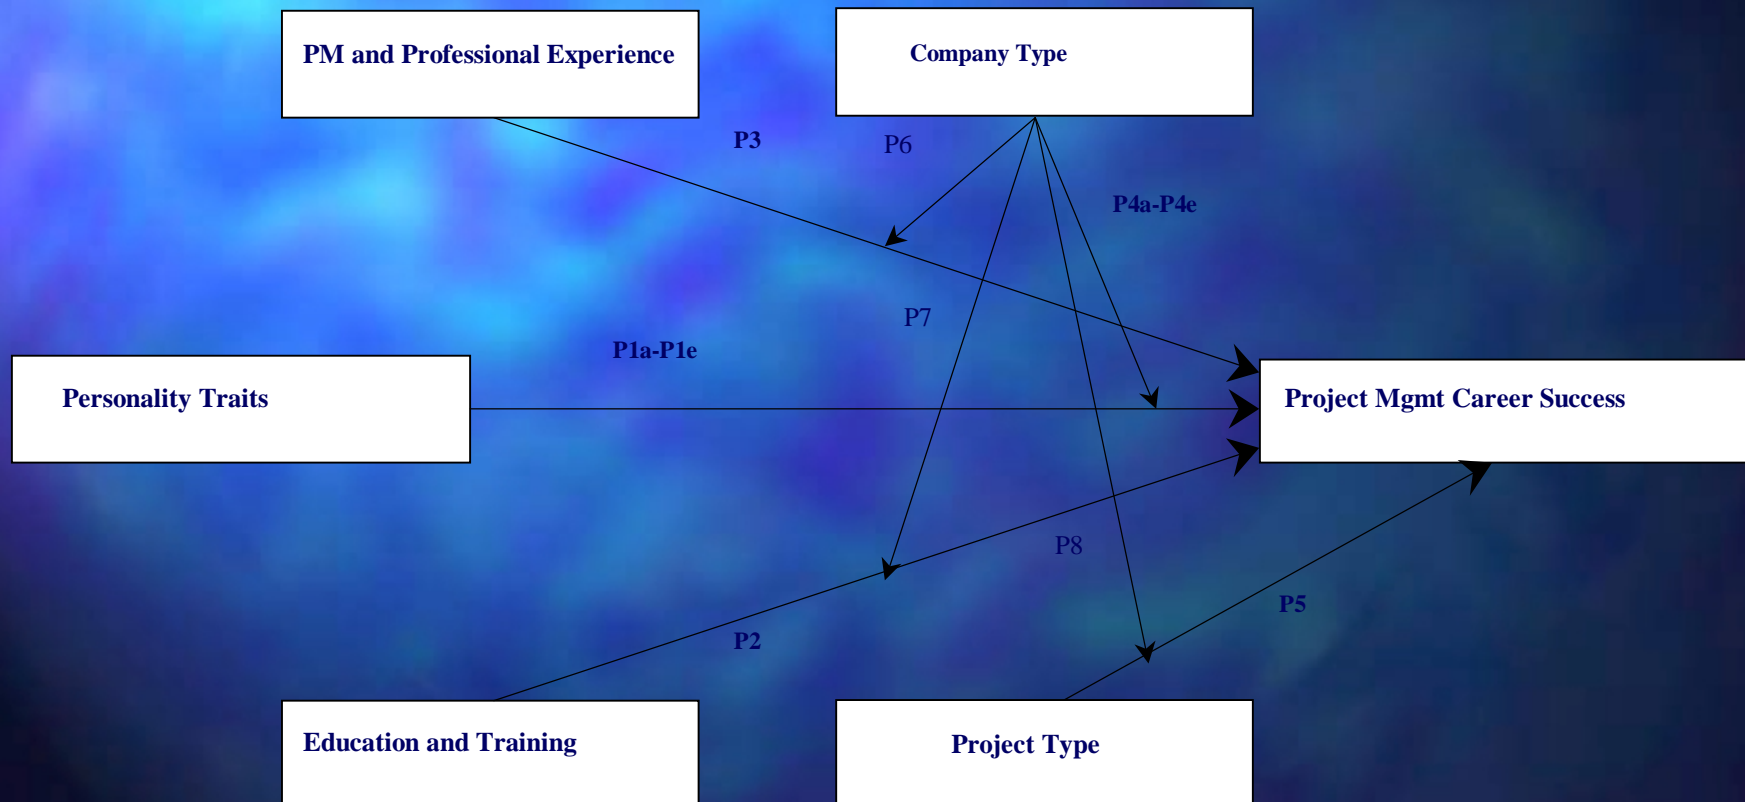 PM and Professional Experience
Company Type
P3
P6
P4a-P4e
P7
P1a-P1e
Personality Traits
Project Mgmt Career Success
P8
P5
P2
Education and Training
Project Type